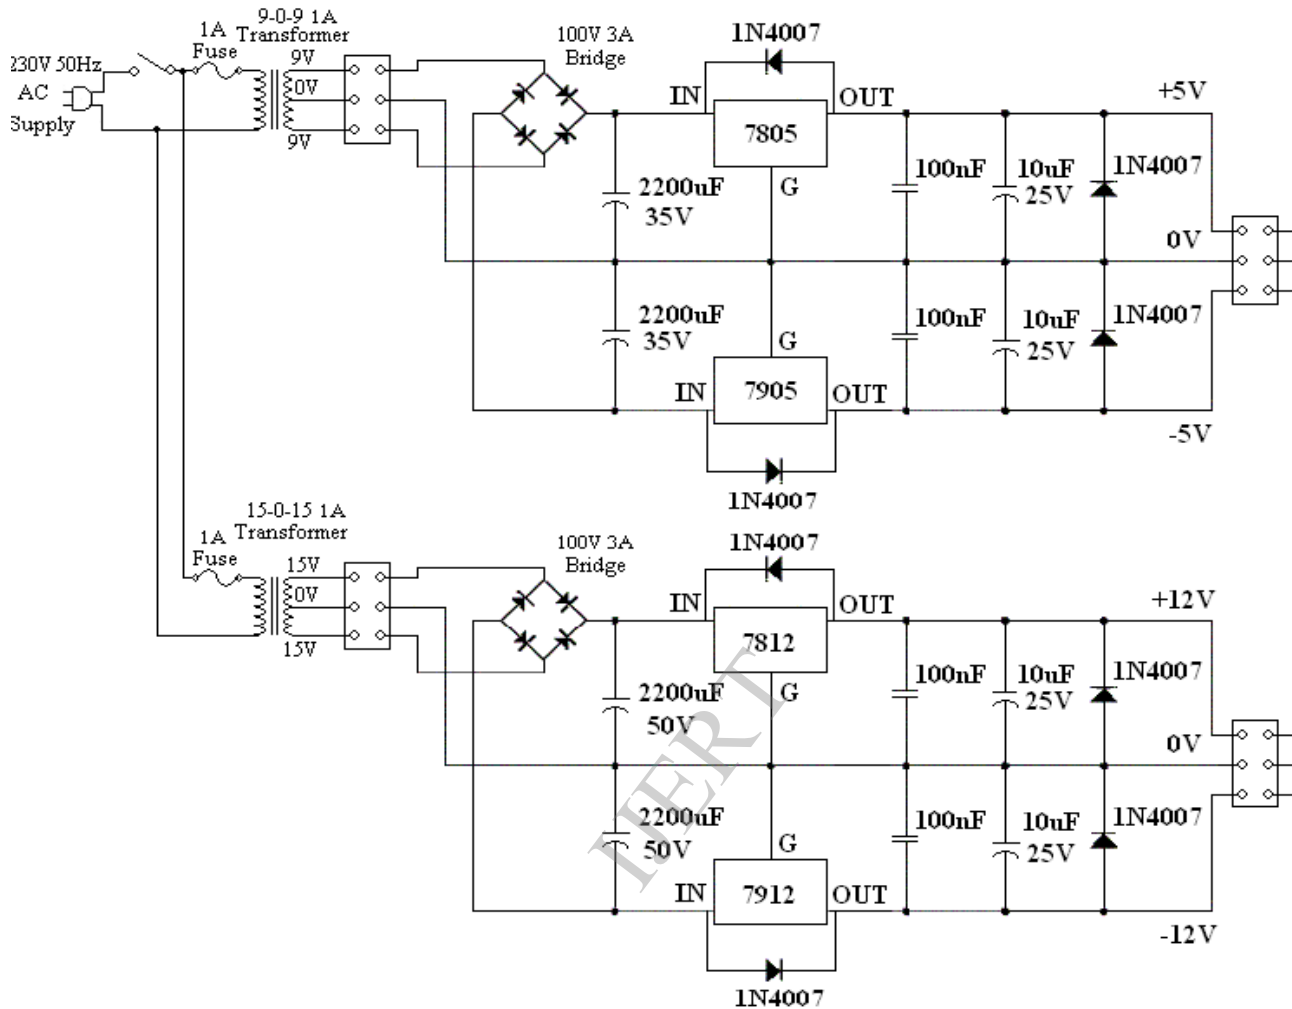 9-0-9 1A
Transformer
1A
Fuse
230V 50Hz
AC
Supply
9V
0V
9V
100V 3A
Bridge
1N4007
IN
OUT
7805
G
2200uF
35V
100nF
10uF
25V
1N4007
+5V
0V
2200uF
35V
G
IN
7905
OUT
100nF
10uF
25V
1N4007
-5V
1N4007
15-0-15 1A
Transformer
1A
Fuse
15V
0V
15V
100V 3A
Bridge
1N4007
IN
OUT
7812
G
2200uF
50V
100nF
10uF
25V
1N4007
+12V
0V
2200uF
50V
G
IN
7912
OUT
100nF
10uF
25V
1N4007
-12V
1N4007
IJERT